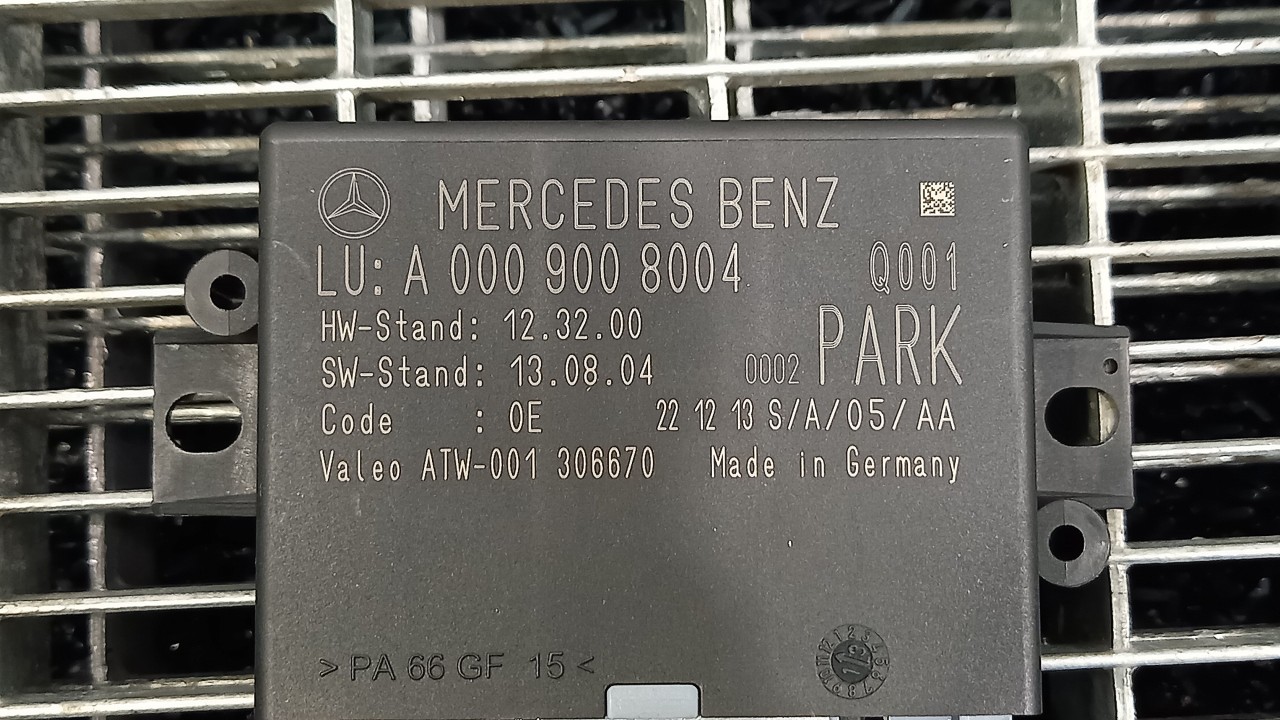 MERCEDES BENZ
LU: A 000 900 8004 Q001
HW-Stand: 12.32.00
SW-Stand: 13.08.04 0002 PARK
Code : 0E 22 12 13 S/A/05/AA
Valeo ATW-001 306670 Made in Germany
>PA 66 GF 15<